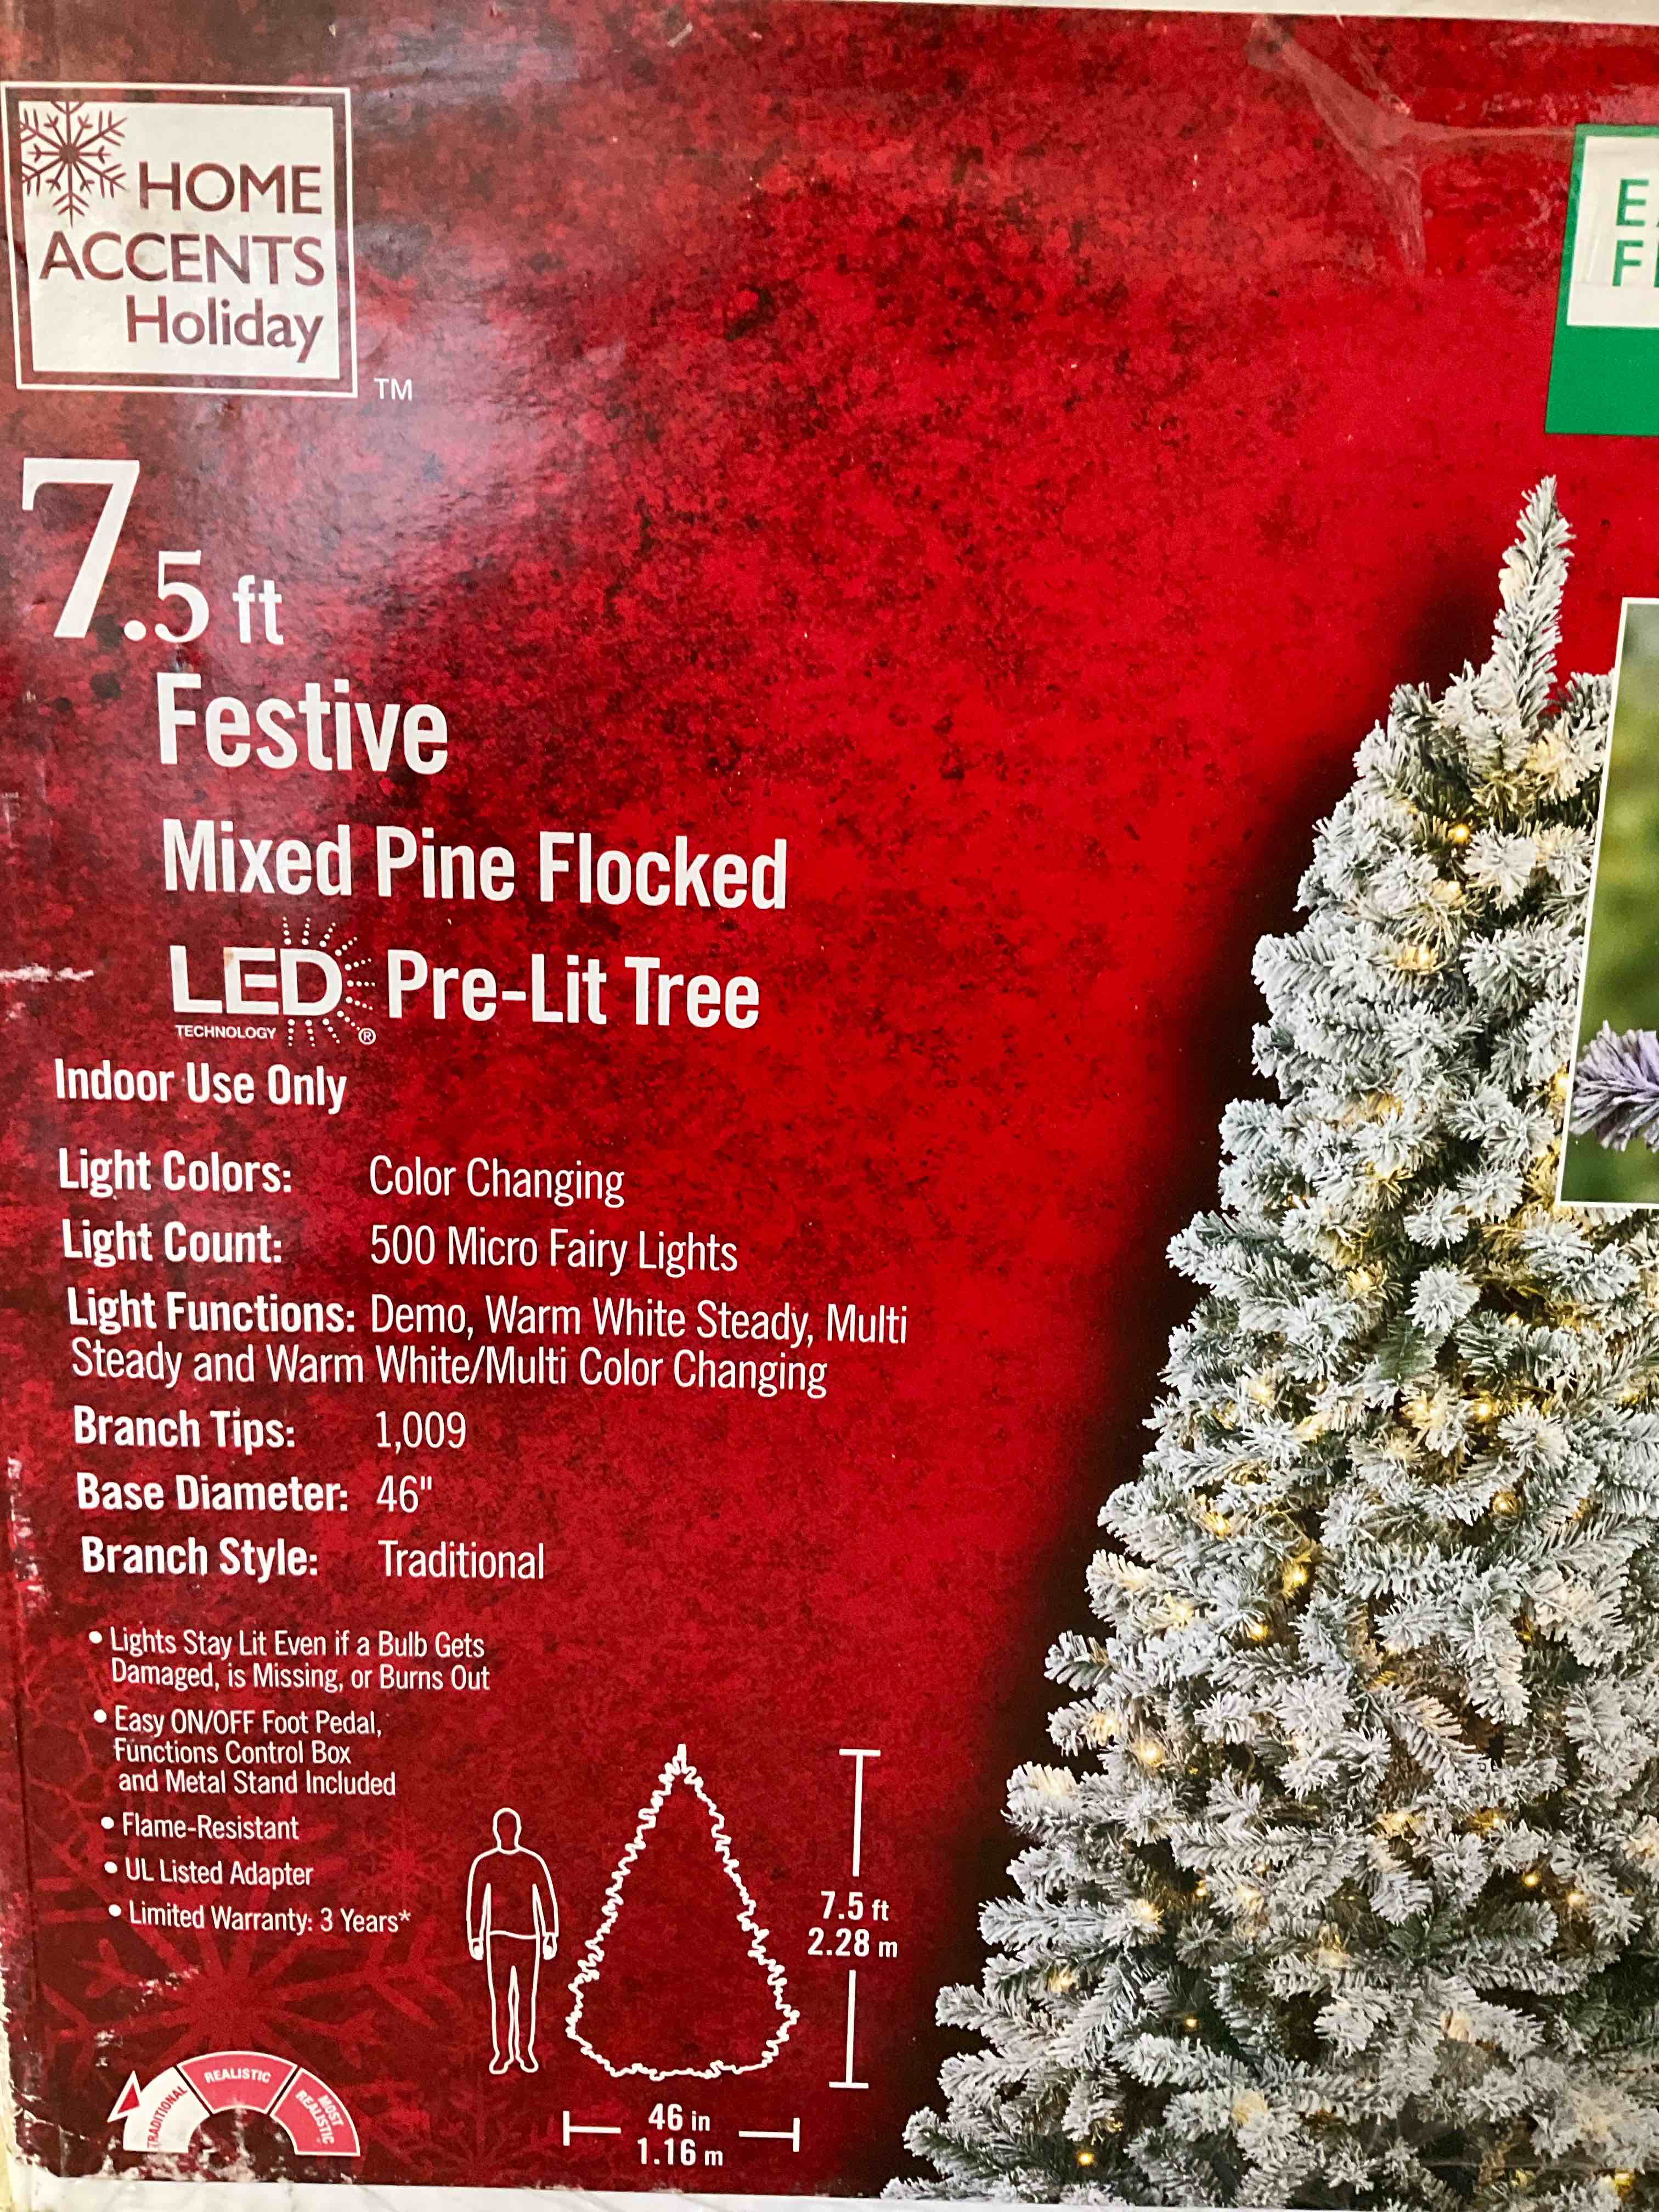 HOME
ACCENTS
Holiday
TM
7.5 ft
Festive
Mixed Pine Flocked
LED Pre-Lit Tree
TECHNOLOGY ®
Indoor Use Only
Light Colors: Color Changing
Light Count: 500 Micro Fairy Lights
Light Functions: Demo, Warm White Steady, Multi
Steady and Warm White/Multi Color Changing
Branch Tips: 1,009
Base Diameter: 46"
Branch Style: Traditional
• Lights Stay Lit Even if a Bulb Gets
Damaged, is Missing, or Burns Out
• Easy ON/OFF Foot Pedal,
Functions Control Box
and Metal Stand Included
• Flame-Resistant
• UL Listed Adapter
• Limited Warranty: 3 Years*
7.5 ft
2.28 m
46 in
1.16 m
TRADITIONAL
REALISTIC
MOST
REALISTIC